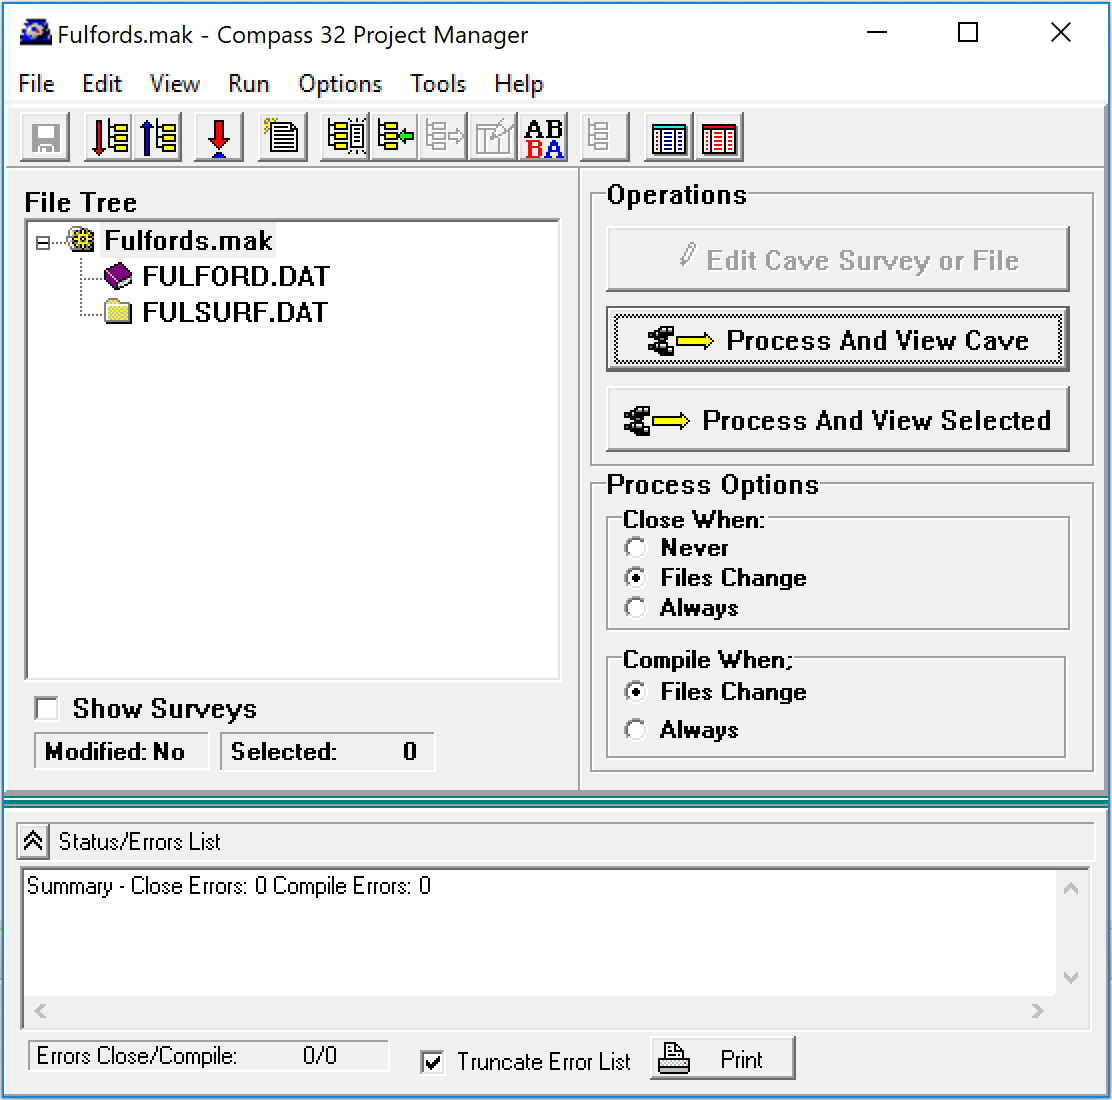 Fulfords.mak - Compass 32 Project Manager
File Edit View Run Options Tools Help
AB
BA
File Tree
Fulfords.mak
FULFORD.DAT
FULSURF.DAT
Show Surveys
Modified: No Selected: 0
Operations
Edit Cave Survey or File
Process And View Cave
Process And View Selected
Process Options
Close When:
Never
Files Change
Always
Compile When;
Files Change
Always
Status/Errors List
Summary - Close Errors: 0 Compile Errors: 0
Errors Close/Compile: 0/0 Truncate Error List Print